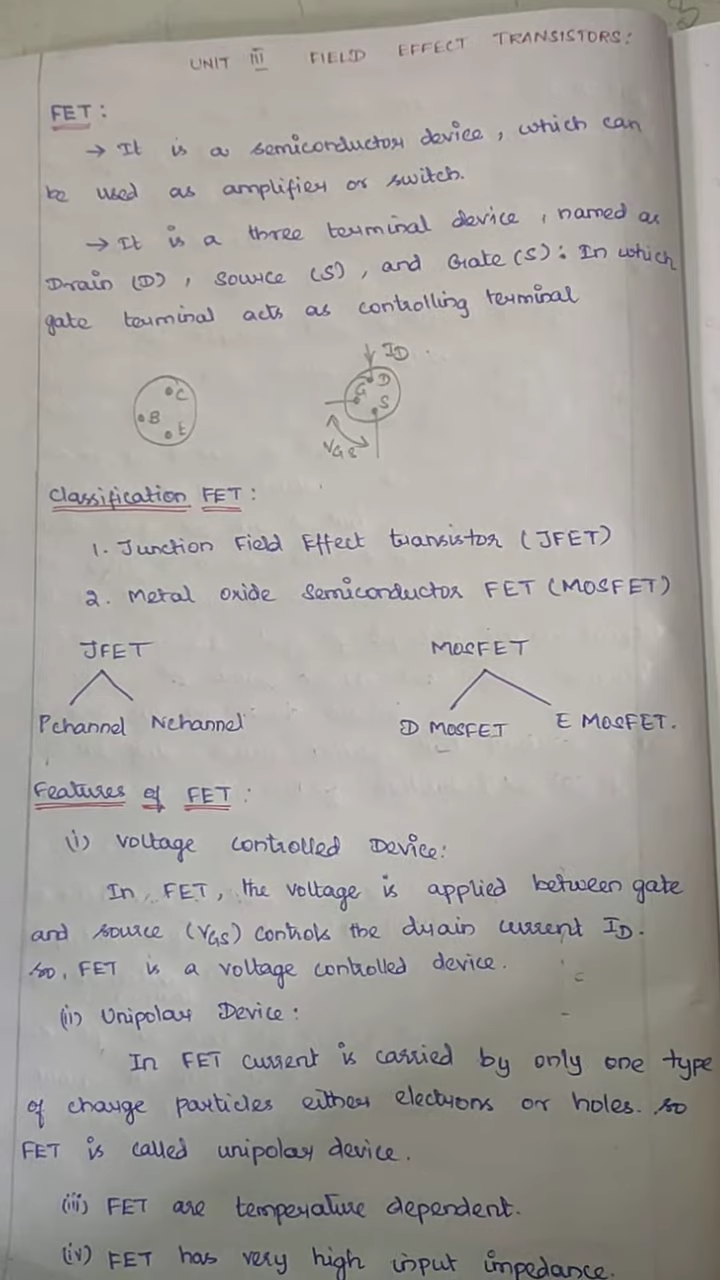 UNIT III FIELD EFFECT TRANSISTORS:
FET:
→ It is a semiconductor device, which can
be used as amplifier or switch.
→ It is a three terminal device, named as
Drain (D), Source (S), and Gate (S): In which
gate terminal acts as controlling terminal
C
B
E
ID
D
G
S
VGS
Classification FET:
1. Junction Field Effect transistor (JFET)
2. Metal Oxide Semiconductor FET (MOSFET)
JFET MOSFET
Pchannel Nchannel D MOSFET E MOSFET.
Features of FET:
(i) Voltage controlled Device:
In, FET, the voltage is applied between gate
and source (VGS) controls the drain current ID.
so, FET is a voltage controlled device.
(ii) Unipolar Device:
In FET current is carried by only one type
of charge particles either electrons or holes. so
FET is called unipolar device.
(iii) FET are temperature dependent.
(iv) FET has very high input impedance.